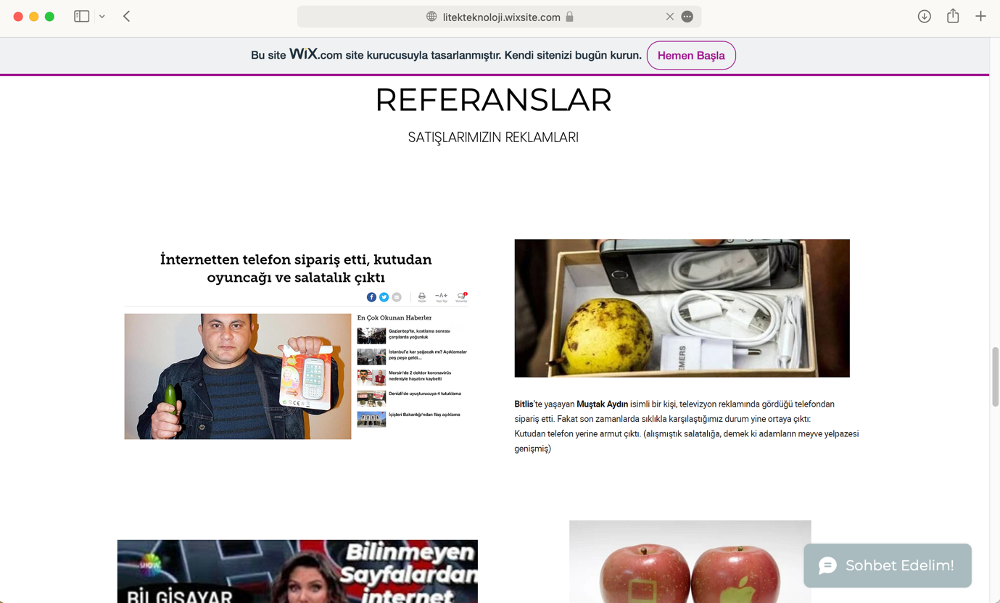 litekteknoloji.wixsite.com
Bu site WiX.com site kurucusuyla tasarlanmıştır. Kendi sitenizi bugün kurun. Hemen Başla
REFERANSLAR
SATIŞLARIMIZIN REKLAMLARI
İnternetten telefon sipariş etti, kutudan
oyuncağı ve salatalık çıktı
-A+
En Çok Okunan Haberler
Gaziantep'te, kısıtlama sonrası
çarşılarda yoğunluk
İstanbul'a kar yağacak mı? Açıklamalar
peş peşe geldi...
Mersin'de 2 doktor koronavirüs
nedeniyle hayatını kaybetti
Denizli'de uyuşturucuya 4 tutuklama
İçişleri Bakanlığı'ndan flaş açıklama
EMERS
Bitlis'te yaşayan Muştak Aydın isimli bir kişi, televizyon reklamında gördüğü telefondan
sipariş etti. Fakat son zamanlarda sıklıkla karşılaştığımız durum yine ortaya çıktı:
Kutudan telefon yerine armut çıktı. (alışmıştık salatalığa, demek ki adamların meyve yelpazesi
genişmiş)
SHOW
BİLGİSAYAR
Bilinmeyen
Sayfalardan
internet
Sohbet Edelim!